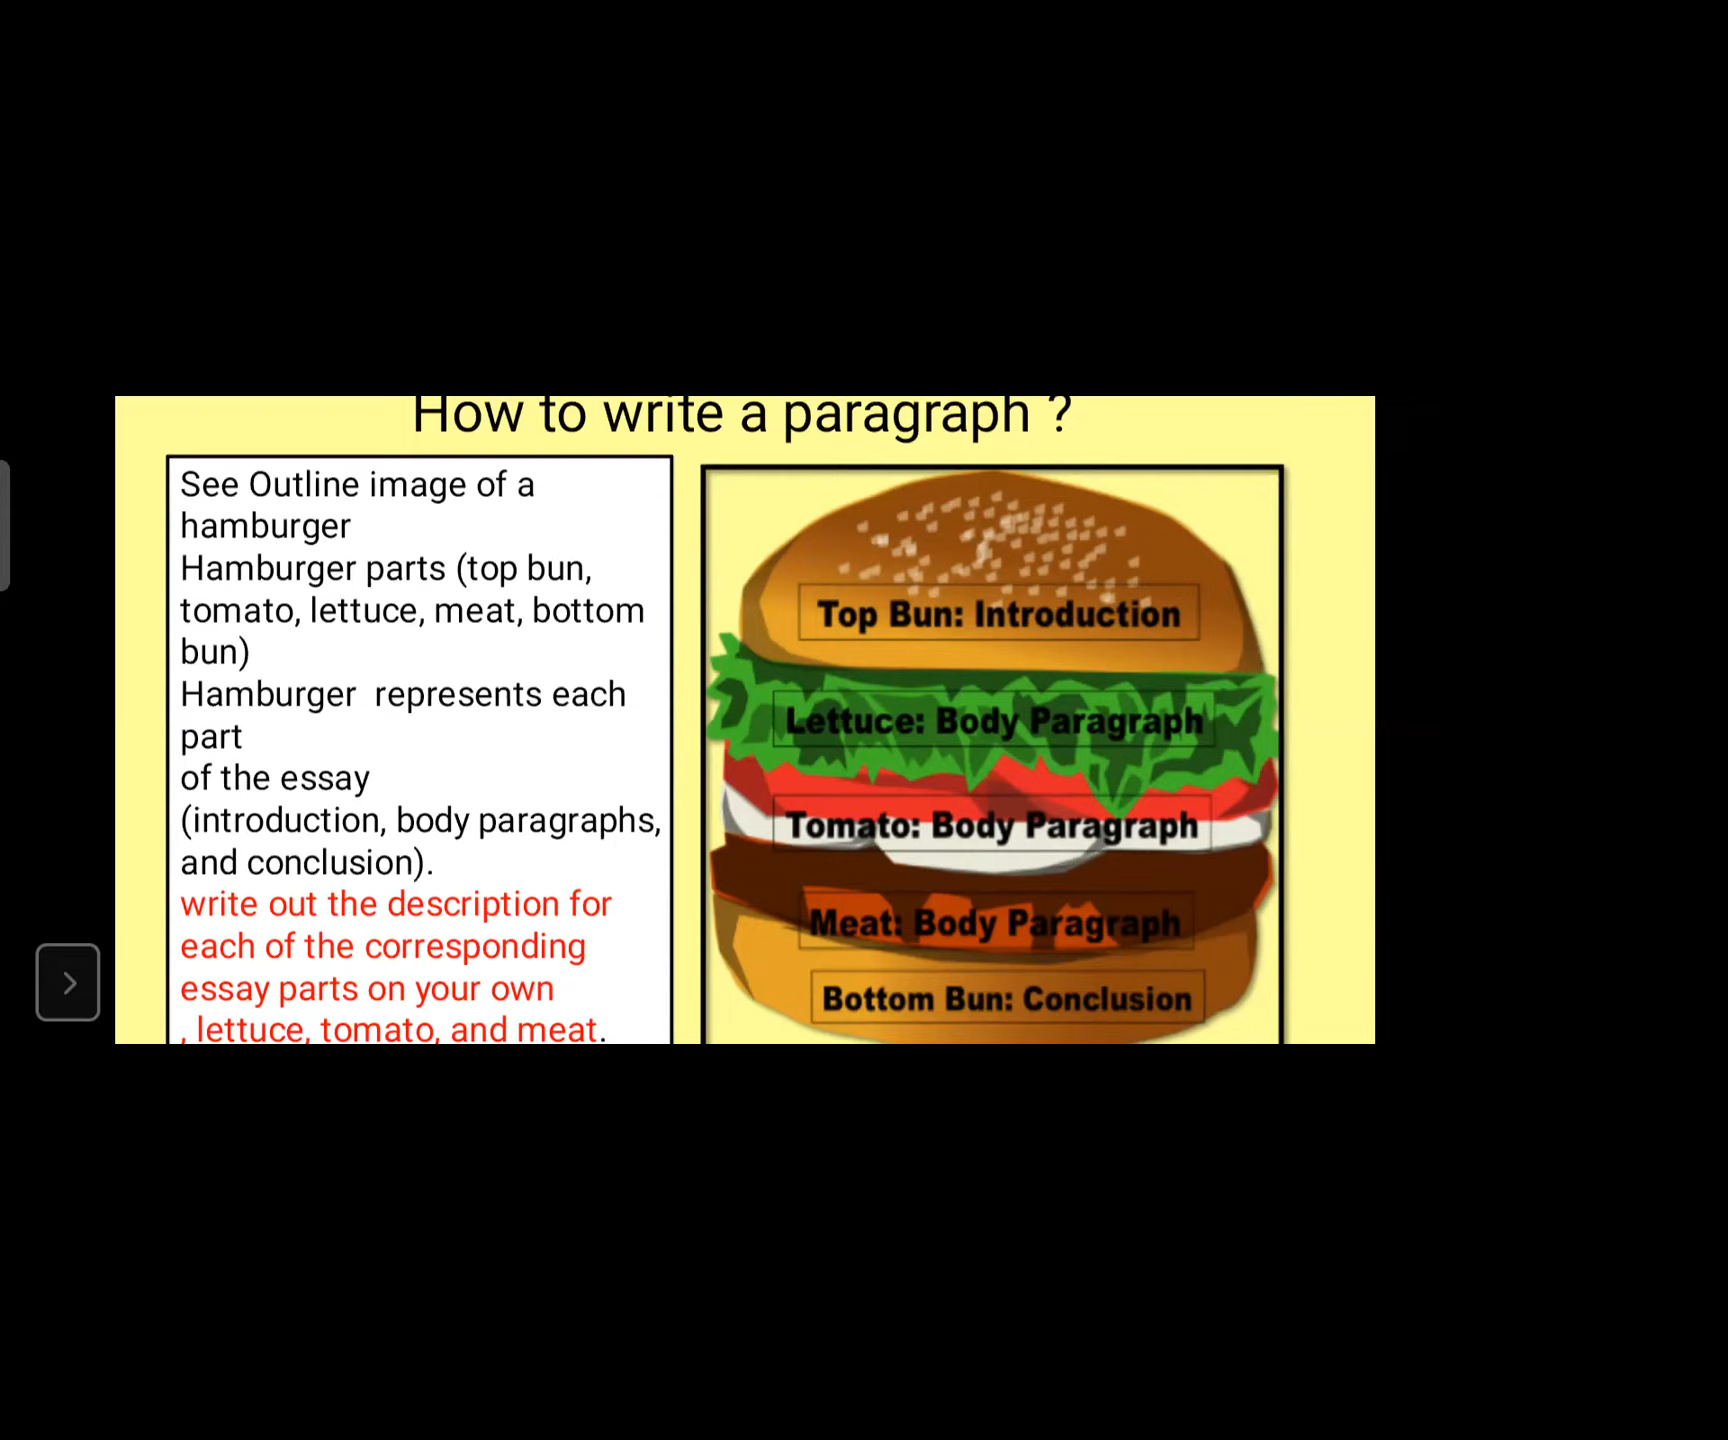 How to write a paragraph ?
See Outline image of a
hamburger
Hamburger parts (top bun,
tomato, lettuce, meat, bottom
bun)
Hamburger  represents each
part
of the essay
(introduction, body paragraphs,
and conclusion).
write out the description for
each of the corresponding
essay parts on your own
, lettuce, tomato, and meat.
Top Bun: Introduction
Lettuce: Body Paragraph
Tomato: Body Paragraph
Meat: Body Paragraph
Bottom Bun: Conclusion